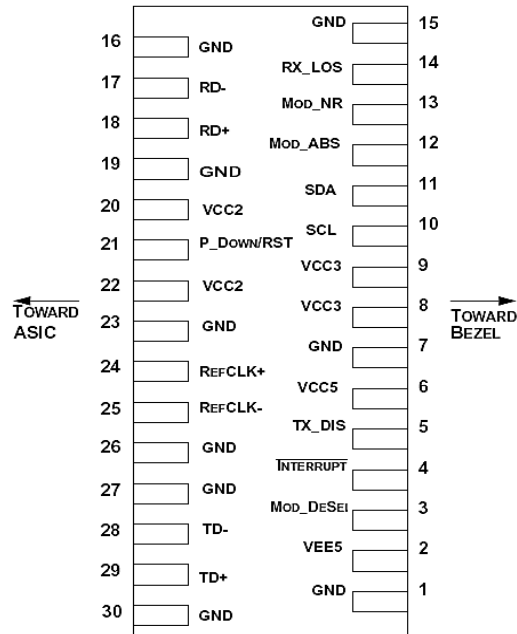 GND 15
16 GND
RX_LOS 14
17 RD-
MOD_NR 13
18 RD+
MOD_ABS 12
19 GND
SDA 11
20 VCC2
SCL 10
21 P_DOWN/RST
VCC3 9
22 VCC2
VCC3 8
TOWARD
ASIC
TOWARD
BEZEL
23 GND
GND 7
24 REFCLK+
VCC5 6
25 REFCLK-
TX_DIS 5
26 GND
INTERRUPT 4
27 GND
MOD_DESEL 3
28 TD-
VEE5 2
29 TD+
GND 1
30 GND